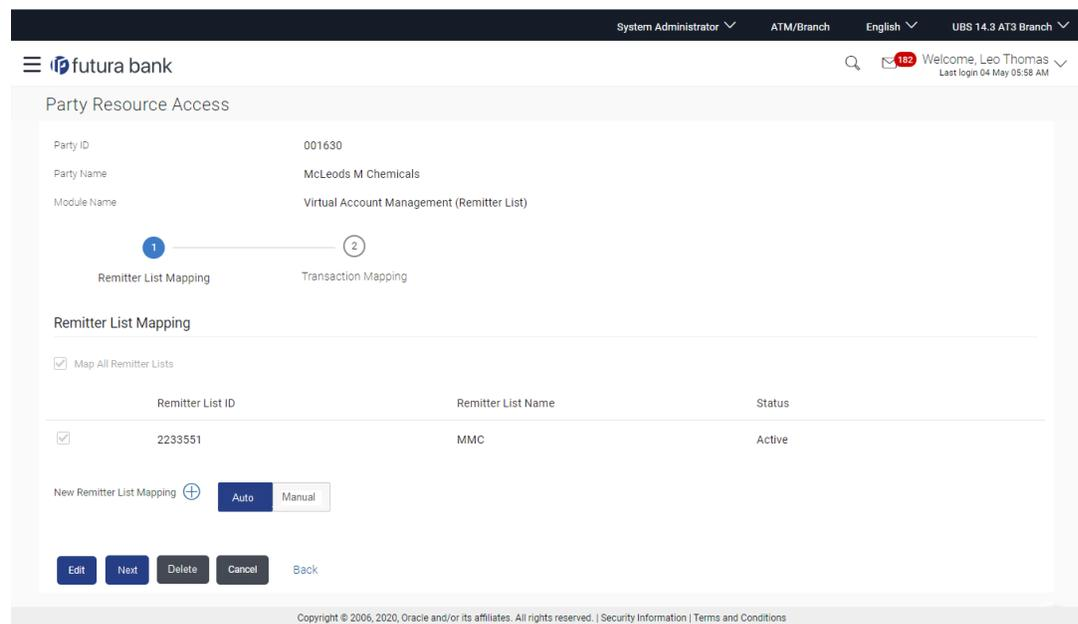 System Administrator ATM/Branch English UBS 14.3 AT3 Branch
futura bank 182 Welcome, Leo Thomas
Last login 04 May 05:58 AM
Party Resource Access
Party ID 001630
Party Name McLeods M Chemicals
Module Name Virtual Account Management (Remitter List)
1 2
Remitter List Mapping Transaction Mapping
Remitter List Mapping
Map All Remitter Lists
Remitter List ID Remitter List Name Status
2233551 MMC Active
New Remitter List Mapping Auto Manual
Edit Next Delete Cancel Back
Copyright © 2006, 2020, Oracle and/or its affiliates. All rights reserved. | Security Information | Terms and Conditions